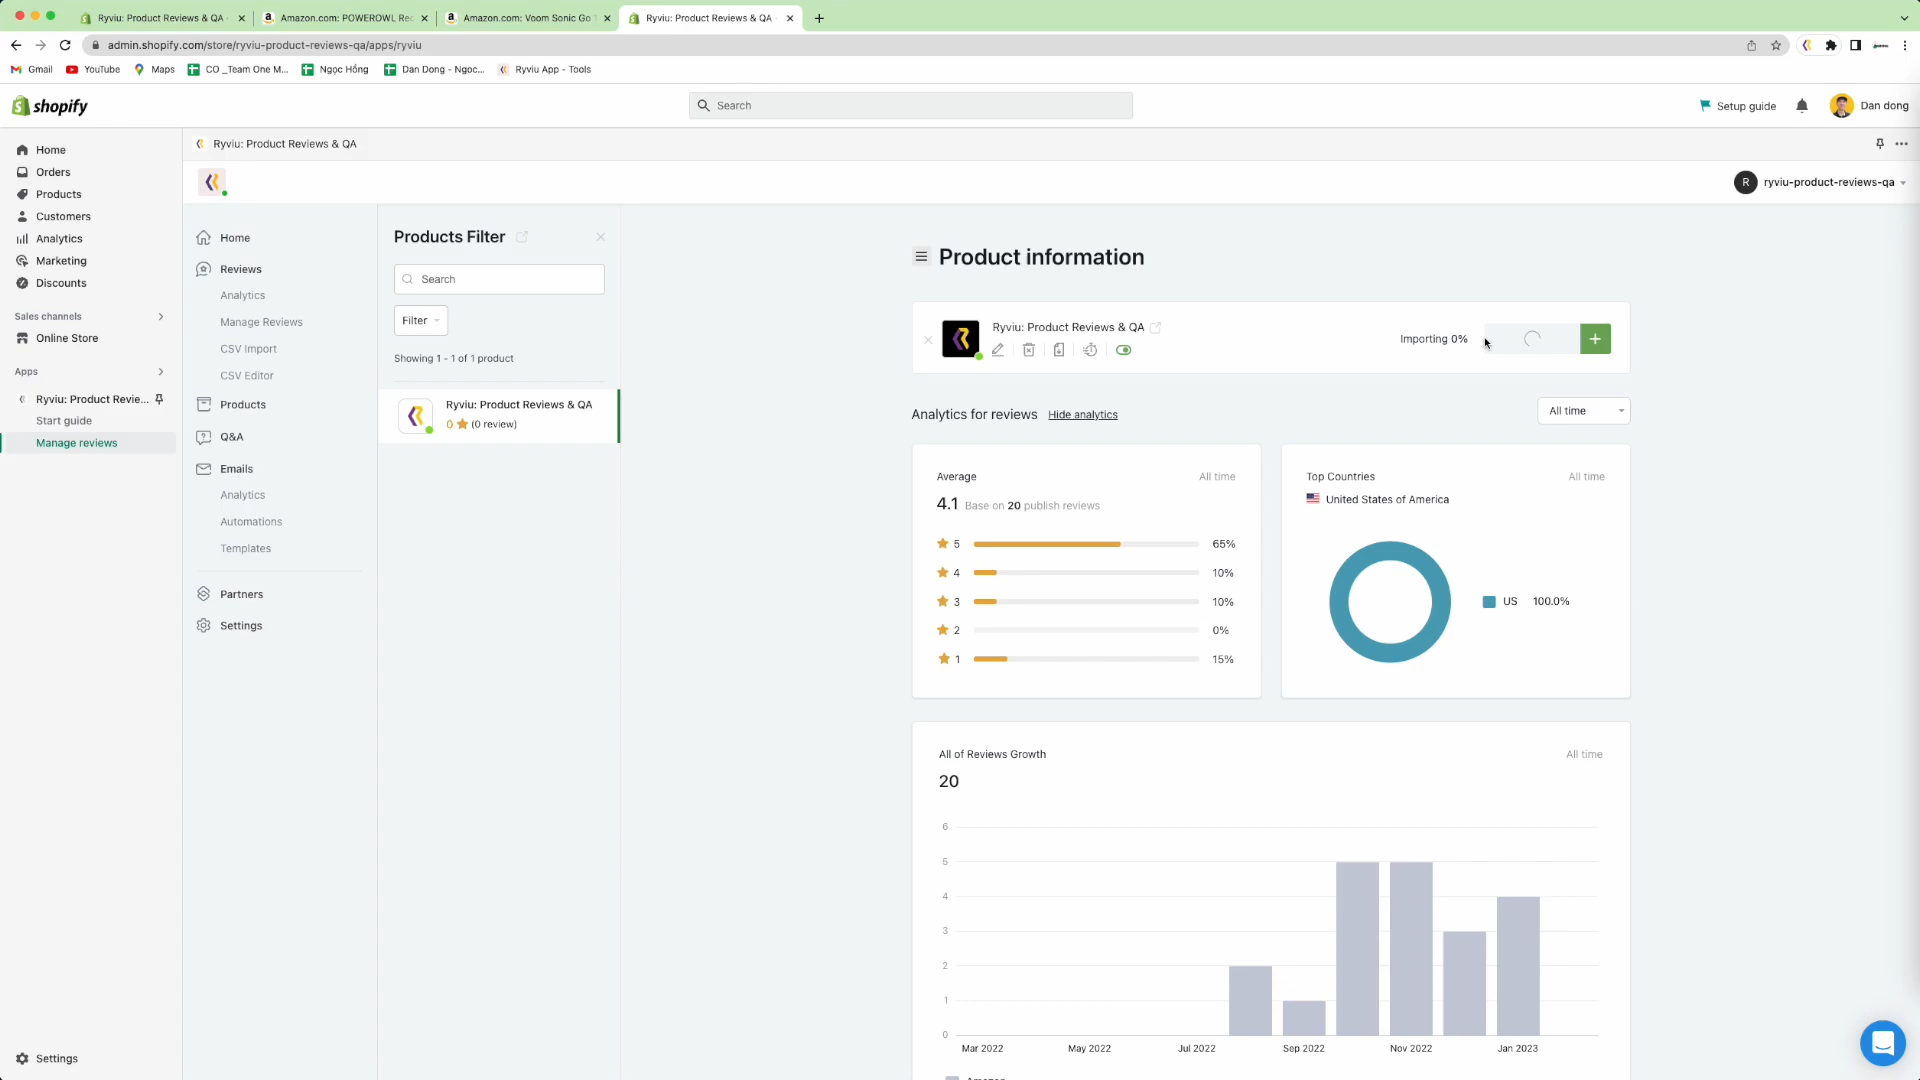 Ryviu: Product Reviews & QA
Amazon.com: POWEROWL Rec
Amazon.com: Voom Sonic Go
Ryviu: Product Reviews & QA
admin.shopify.com/store/ryviu-product-reviews-qa/apps/ryviu
Gmail
YouTube
Maps
CO _Team One M...
Ngọc Hồng
Dan Dong - Ngoc...
Ryviu App - Tools
shopify
Search
Setup guide
Dan dong
Home
Orders
Products
Customers
Analytics
Marketing
Discounts
Sales channels
Online Store
Apps
Ryviu: Product Revie...
Start guide
Manage reviews
Settings
Ryviu: Product Reviews & QA
R
ryviu-product-reviews-qa
Home
Reviews
Analytics
Manage Reviews
CSV Import
CSV Editor
Products
Q&A
Emails
Analytics
Automations
Templates
Partners
Settings
Products Filter
Search
Filter
Showing 1 - 1 of 1 product
Ryviu: Product Reviews & QA
0 (0 review)
Product information
Ryviu: Product Reviews & QA
Importing 0%
Analytics for reviews Hide analytics
All time
Average
All time
4.1 Base on 20 publish reviews
5 65%
4 10%
3 10%
2 0%
1 15%
Top Countries
All time
United States of America
US 100.0%
All of Reviews Growth
All time
20
6
5
4
3
2
1
0
Mar 2022 May 2022 Jul 2022 Sep 2022 Nov 2022 Jan 2023